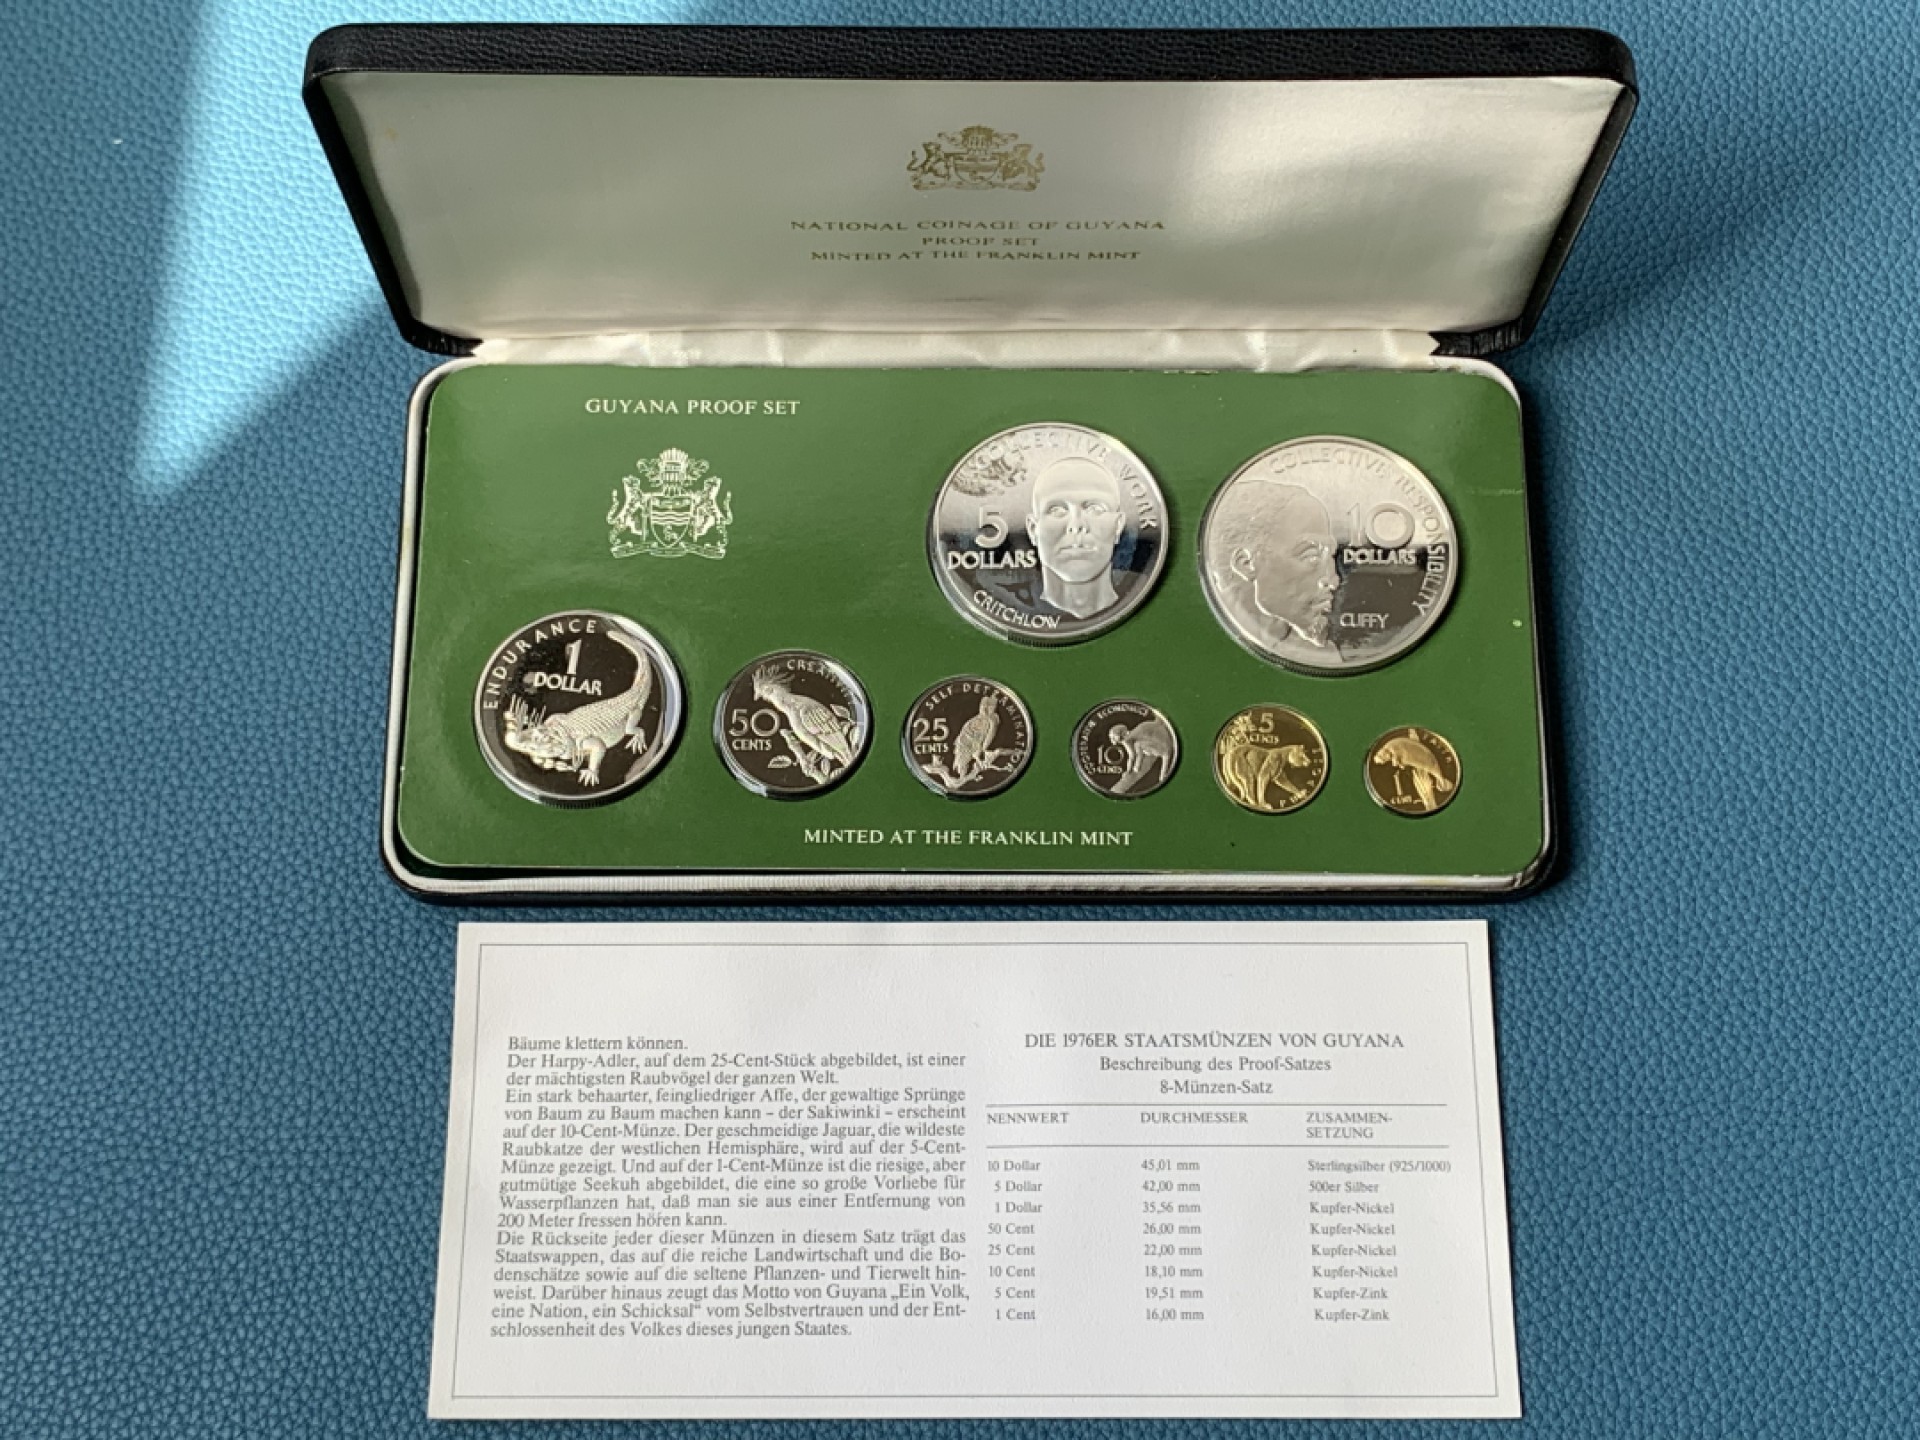 NATIONAL COINAGE OF GUYANA
PROOF SET
MINTED AT THE FRANKLIN MINT
GUYANA PROOF SET
COLLECTIVE WORK
5
DOLLARS
CRITCHLOW
COLLECTIVE RESPONSIBILITY
10
DOLLARS
CUFFY
ENDURANCE
1
DOLLAR
50
CENTS
SELF DETERMINATION
25
CENTS
10
CENTS
5
CENTS
1
CENT
FAITH
MINTED AT THE FRANKLIN MINT
Bäume klettern können.
Der Harpy-Adler, auf dem 25-Cent-Stück abgebildet, ist einer
der mächtigsten Raubvögel der ganzen Welt.
Ein stark behaarter, feingliedriger Affe, der gewaltige Sprünge
von Baum zu Baum machen kann – der Sakiwinki – erscheint
auf der 10-Cent-Münze. Der geschmeidige Jaguar, die wildeste
Raubkatze der westlichen Hemisphäre, wird auf der 5-Cent-
Münze gezeigt. Und auf der 1-Cent-Münze ist die riesige, aber
gutmütige Seekuh abgebildet, die eine so große Vorliebe für
Wasserpflanzen hat, daß man sie aus einer Entfernung von
200 Meter fressen hören kann.
Die Rückseite jeder dieser Münzen in diesem Satz trägt das
Staatswappen, das auf die reiche Landwirtschaft und die Bo-
denschätze sowie auf die seltene Pflanzen- und Tierwelt hin-
weist. Darüber hinaus zeugt das Motto von Guyana „Ein Volk,
eine Nation, ein Schicksal“ vom Selbstvertrauen und der Ent-
schlossenheit des Volkes dieses jungen Staates.
DIE 1976ER STAATSMÜNZEN VON GUYANA
Beschreibung des Proof-Satzes
8-Münzen-Satz
NENNWERT DURCHMESSER ZUSAMMEN-
SETZUNG
10 Dollar 45,01 mm Sterlingsilber (925/1000)
5 Dollar 42,00 mm 500er Silber
1 Dollar 35,56 mm Kupfer-Nickel
50 Cent 26,00 mm Kupfer-Nickel
25 Cent 22,00 mm Kupfer-Nickel
10 Cent 18,10 mm Kupfer-Nickel
5 Cent 19,51 mm Kupfer-Zink
1 Cent 16,00 mm Kupfer-Zink